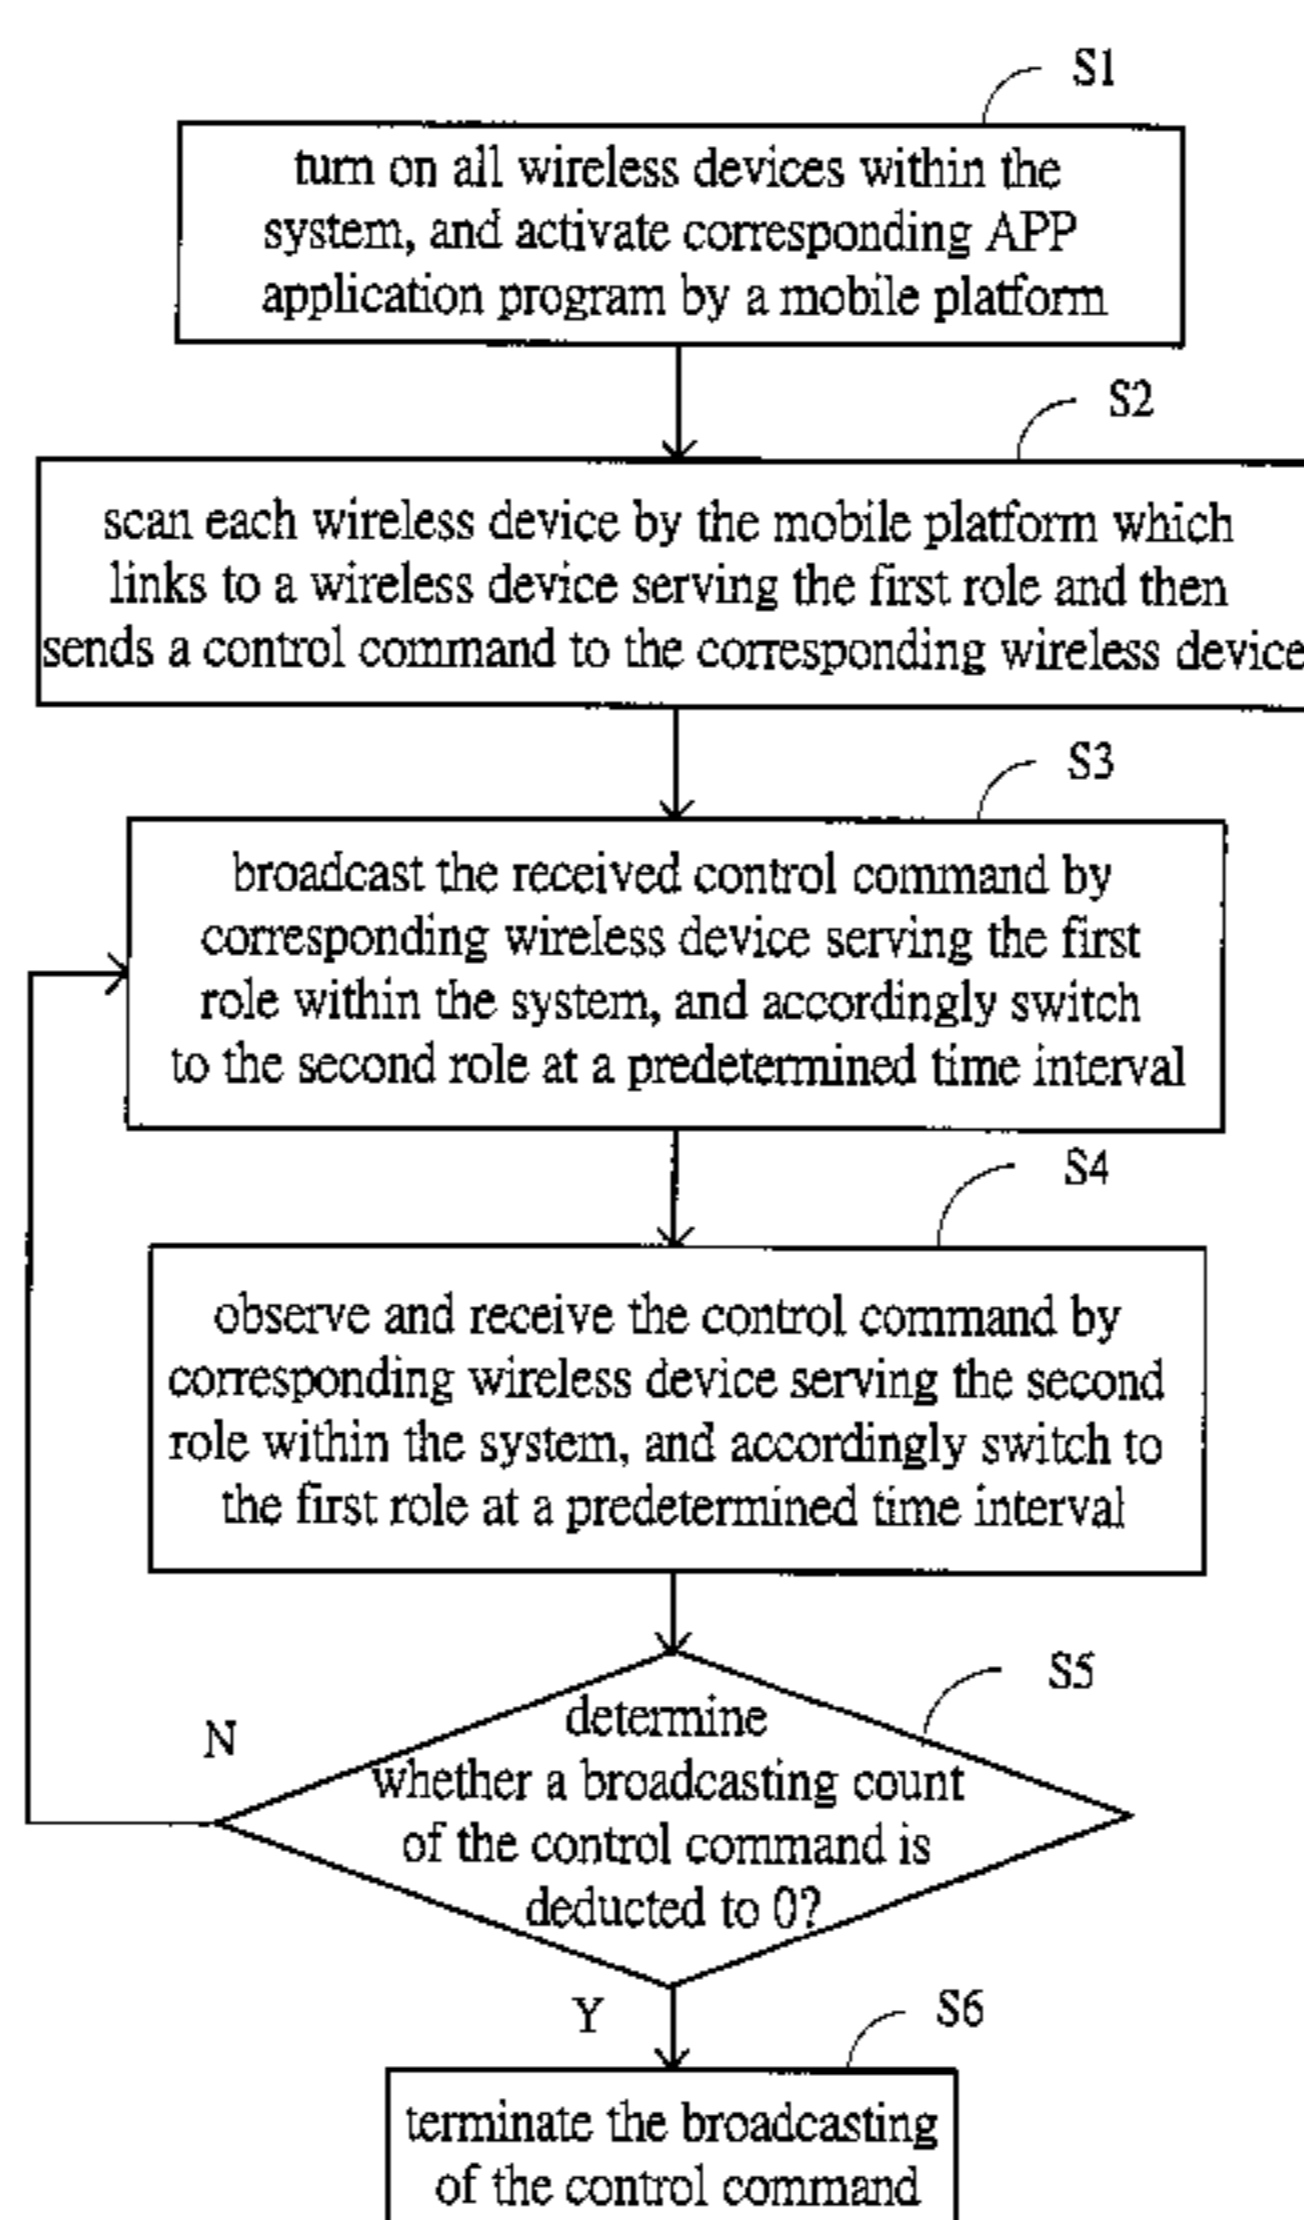 S1
turn on all wireless devices within the
system, and activate corresponding APP
application program by a mobile platform
S2
scan each wireless device by the mobile platform which
links to a wireless device serving the first role and then
sends a control command to the corresponding wireless device
S3
broadcast the received control command by
corresponding wireless device serving the first
role within the system, and accordingly switch
to the second role at a predetermined time interval
S4
observe and receive the control command by
corresponding wireless device serving the second
role within the system, and accordingly switch to
the first role at a predetermined time interval
S5
N
determine
whether a broadcasting count
of the control command is
deducted to 0?
Y
S6
terminate the broadcasting
of the control command